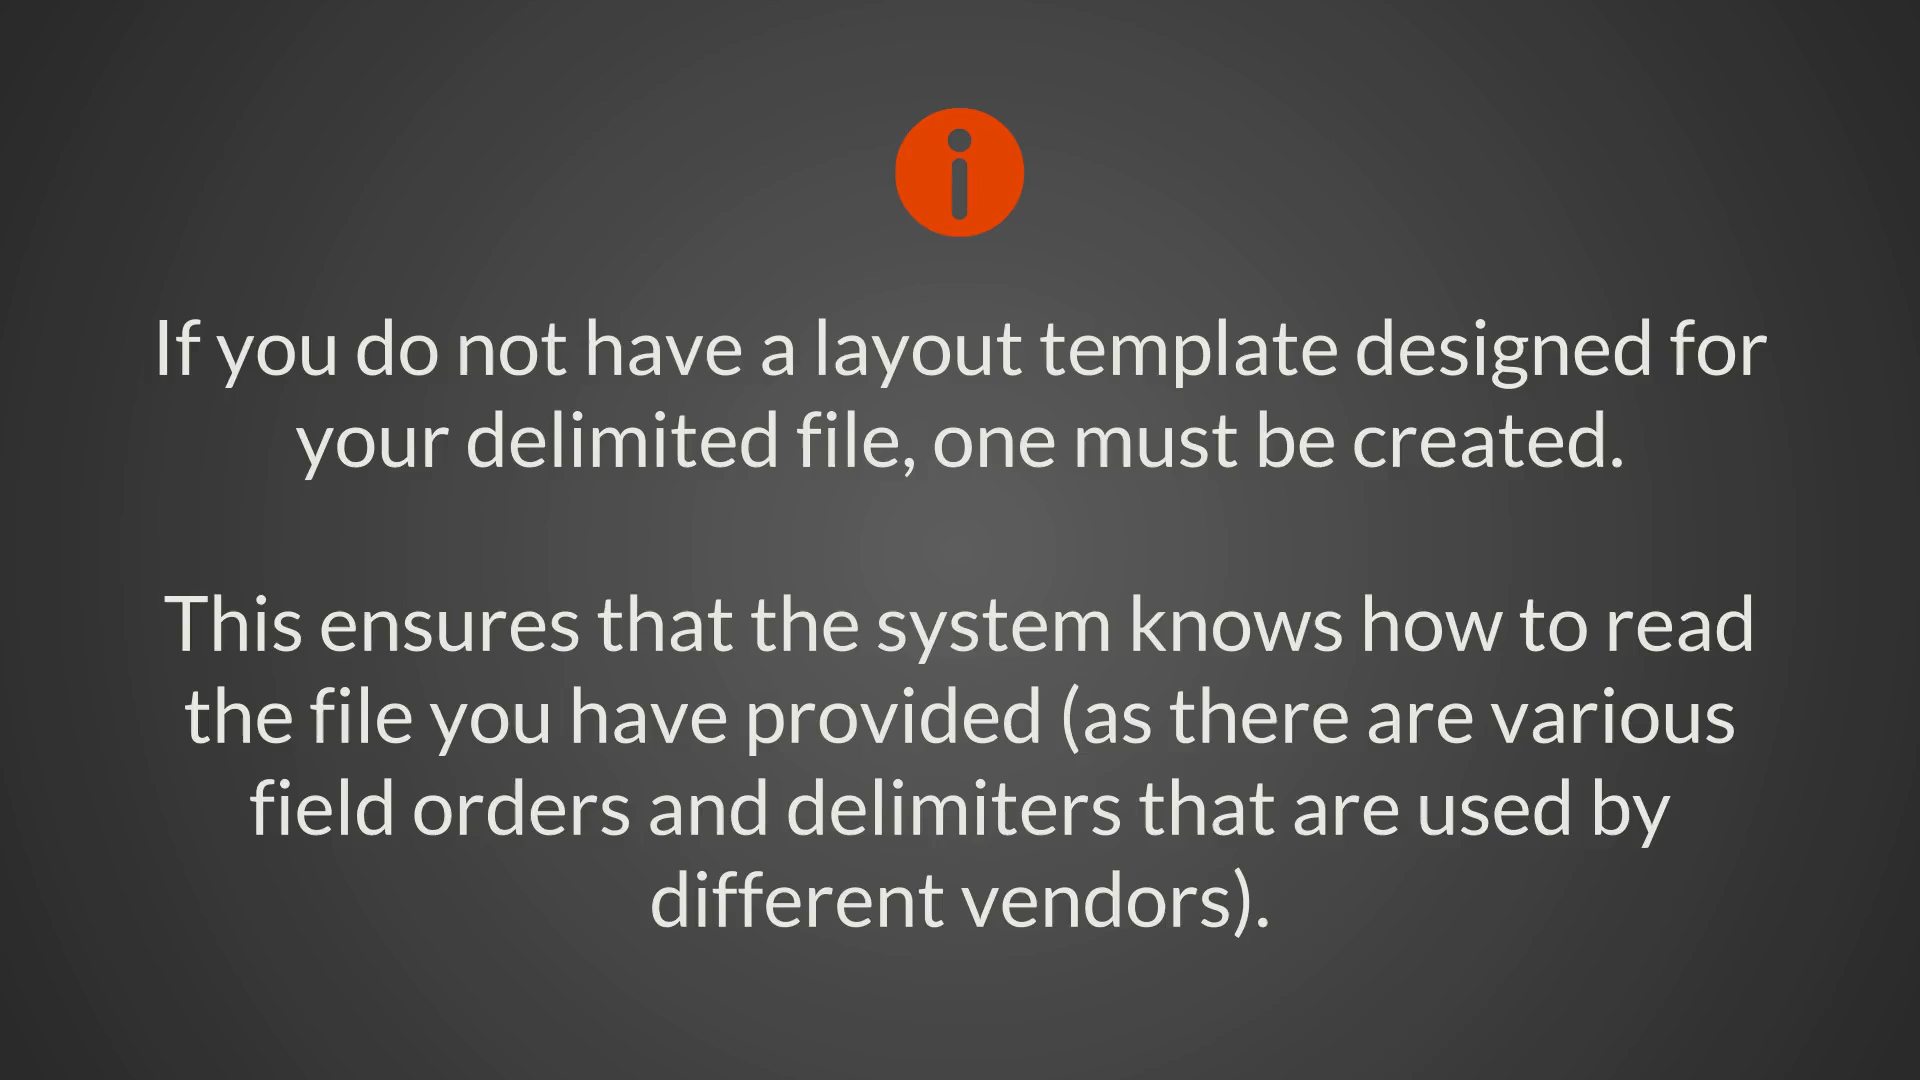 If you do not have a layout template designed for
your delimited file, one must be created.
This ensures that the system knows how to read
the file you have provided (as there are various
field orders and delimiters that are used by
different vendors).